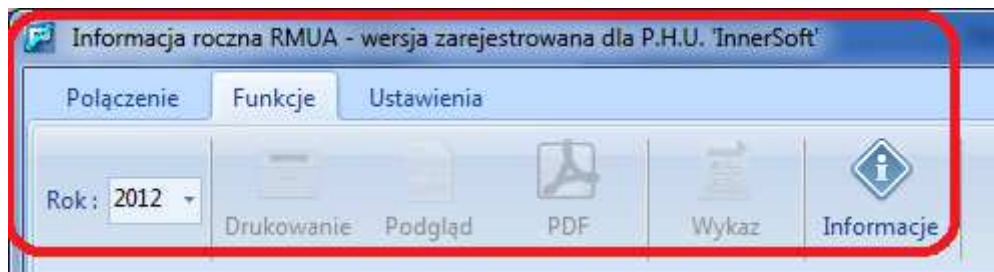 Informacja roczna RMUA - wersja zarejestrowana dla P.H.U. 'InnerSoft'
Połączenie Funkcje Ustawienia
Rok: 2012
Drukowanie Podgląd PDF Wykaz Informacje